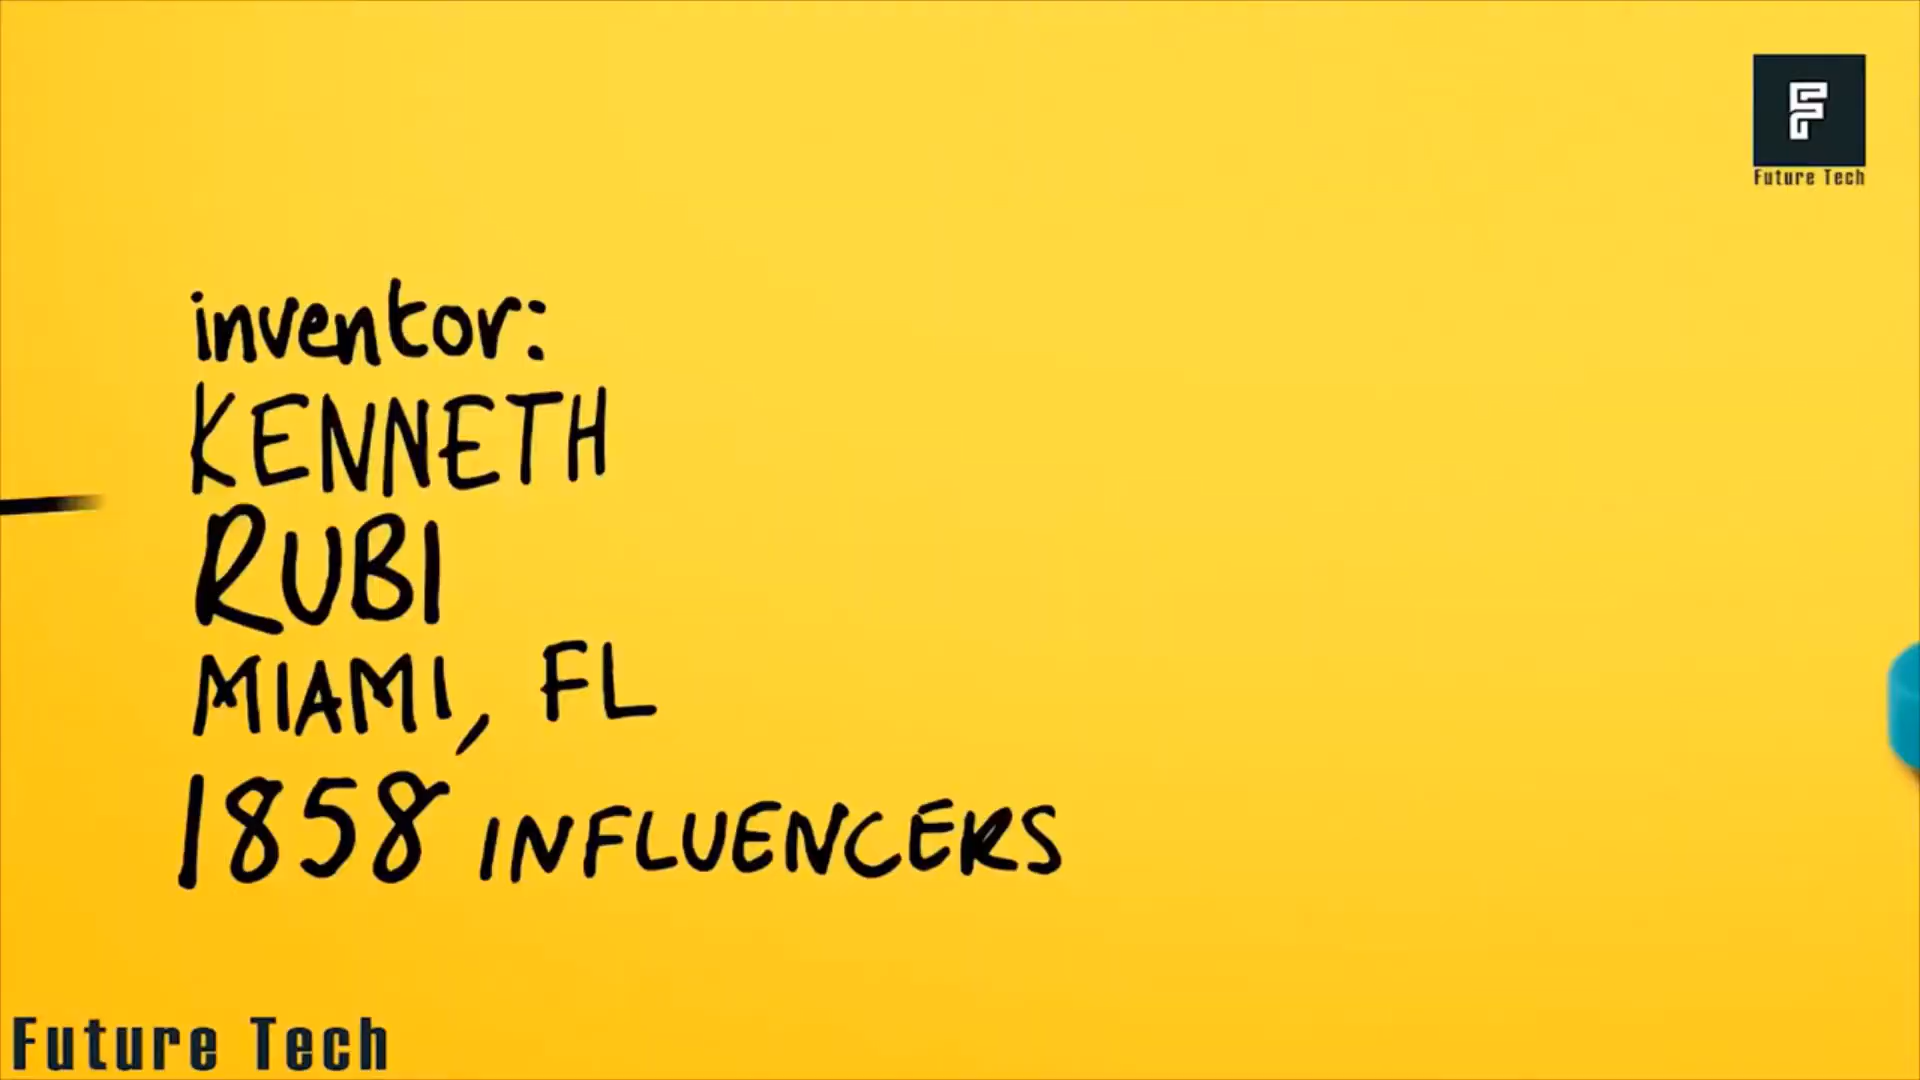 Future Tech
inventor:
KENNETH
RUBI
MIAMI, FL
1858 INFLUENCERS
Future Tech